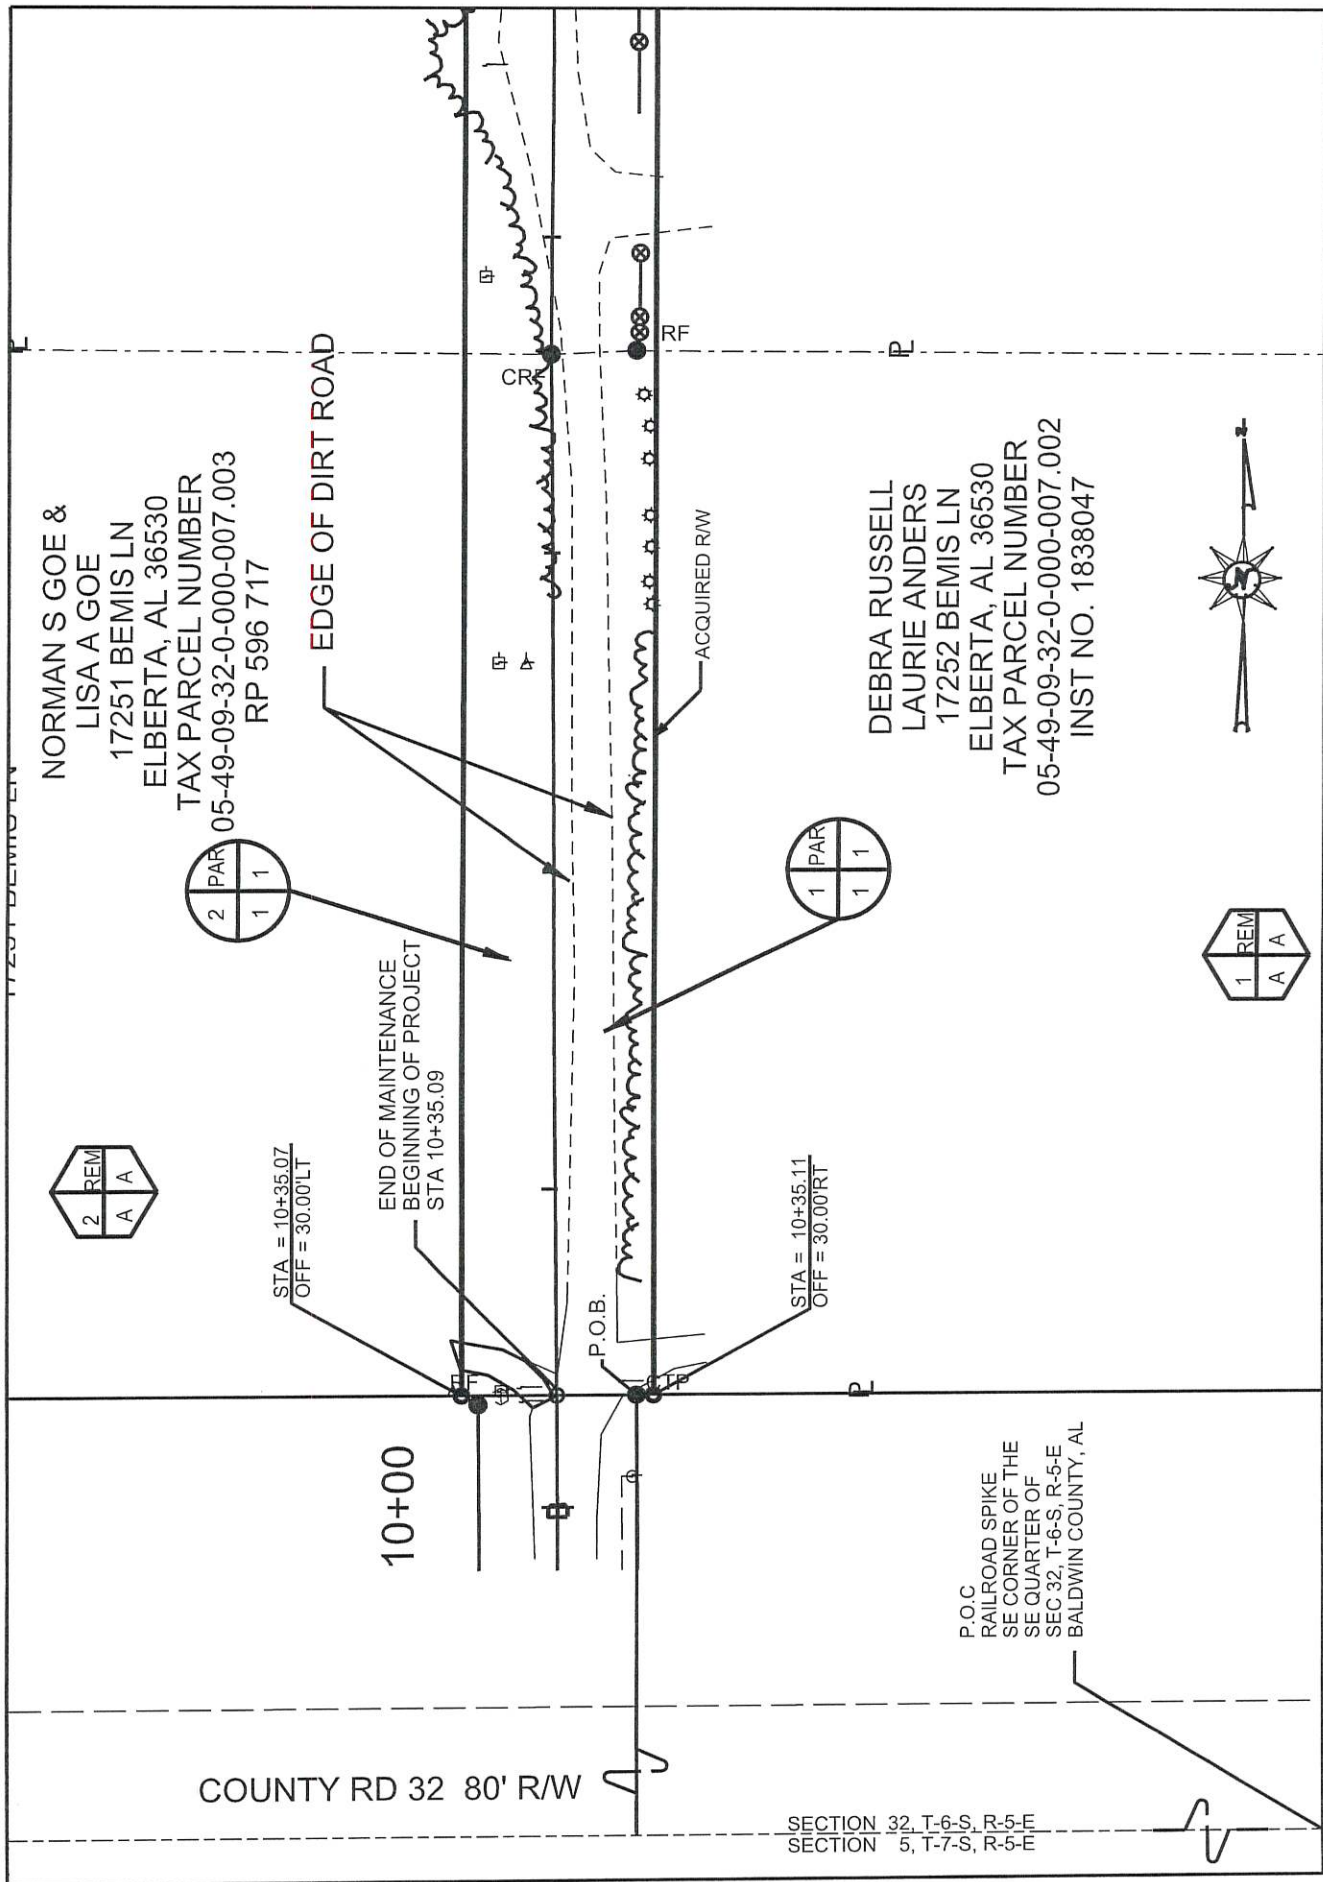 NORMAN S GOE &
LISA A GOE
17251 BEMIS LN
ELBERTA, AL 36530
TAX PARCEL NUMBER
05-49-09-32-0-000-007.003
RP 596 717
EDGE OF DIRT ROAD
CRF
RF
PL
PL
2 PAR
1 1
ACQUIRED R/W
DEBRA RUSSELL
LAURIE ANDERS
17252 BEMIS LN
ELBERTA, AL 36530
TAX PARCEL NUMBER
05-49-09-32-0-000-007.002
INST NO. 1838047
N
1 PAR
1 1
2 REM
A A
1 REM
A A
STA = 10+35.07
OFF = 30.00'LT
END OF MAINTENANCE
BEGINNING OF PROJECT
STA 10+35.09
P.O.B.
STA = 10+35.11
OFF = 30.00'RT
CTP
PL
10+00
P.O.C
RAILROAD SPIKE
SE CORNER OF THE
SE QUARTER OF
SEC 32, T-6-S, R-5-E
BALDWIN COUNTY, AL
COUNTY RD 32 80' R/W
SECTION 32, T-6-S, R-5-E
SECTION 5, T-7-S, R-5-E